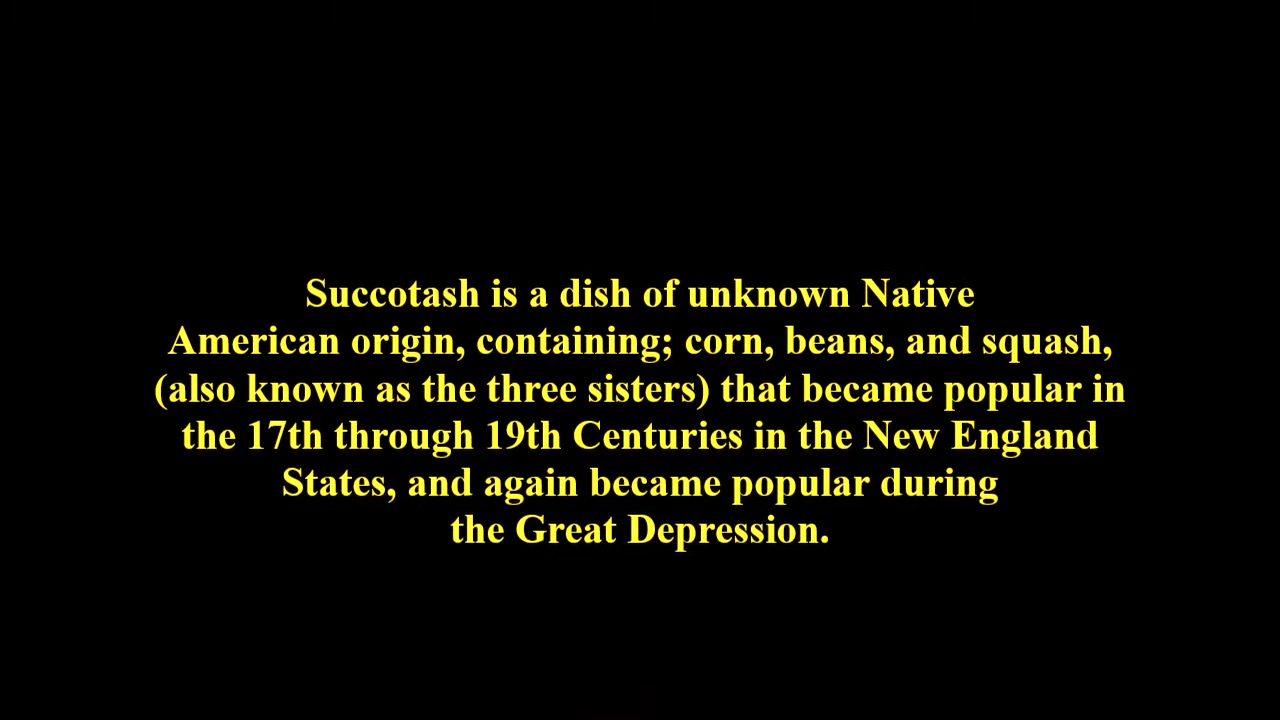 Succotash is a dish of unknown Native
American origin, containing; corn, beans, and squash,
(also known as the three sisters) that became popular in
the 17th through 19th Centuries in the New England
States, and again became popular during
the Great Depression.